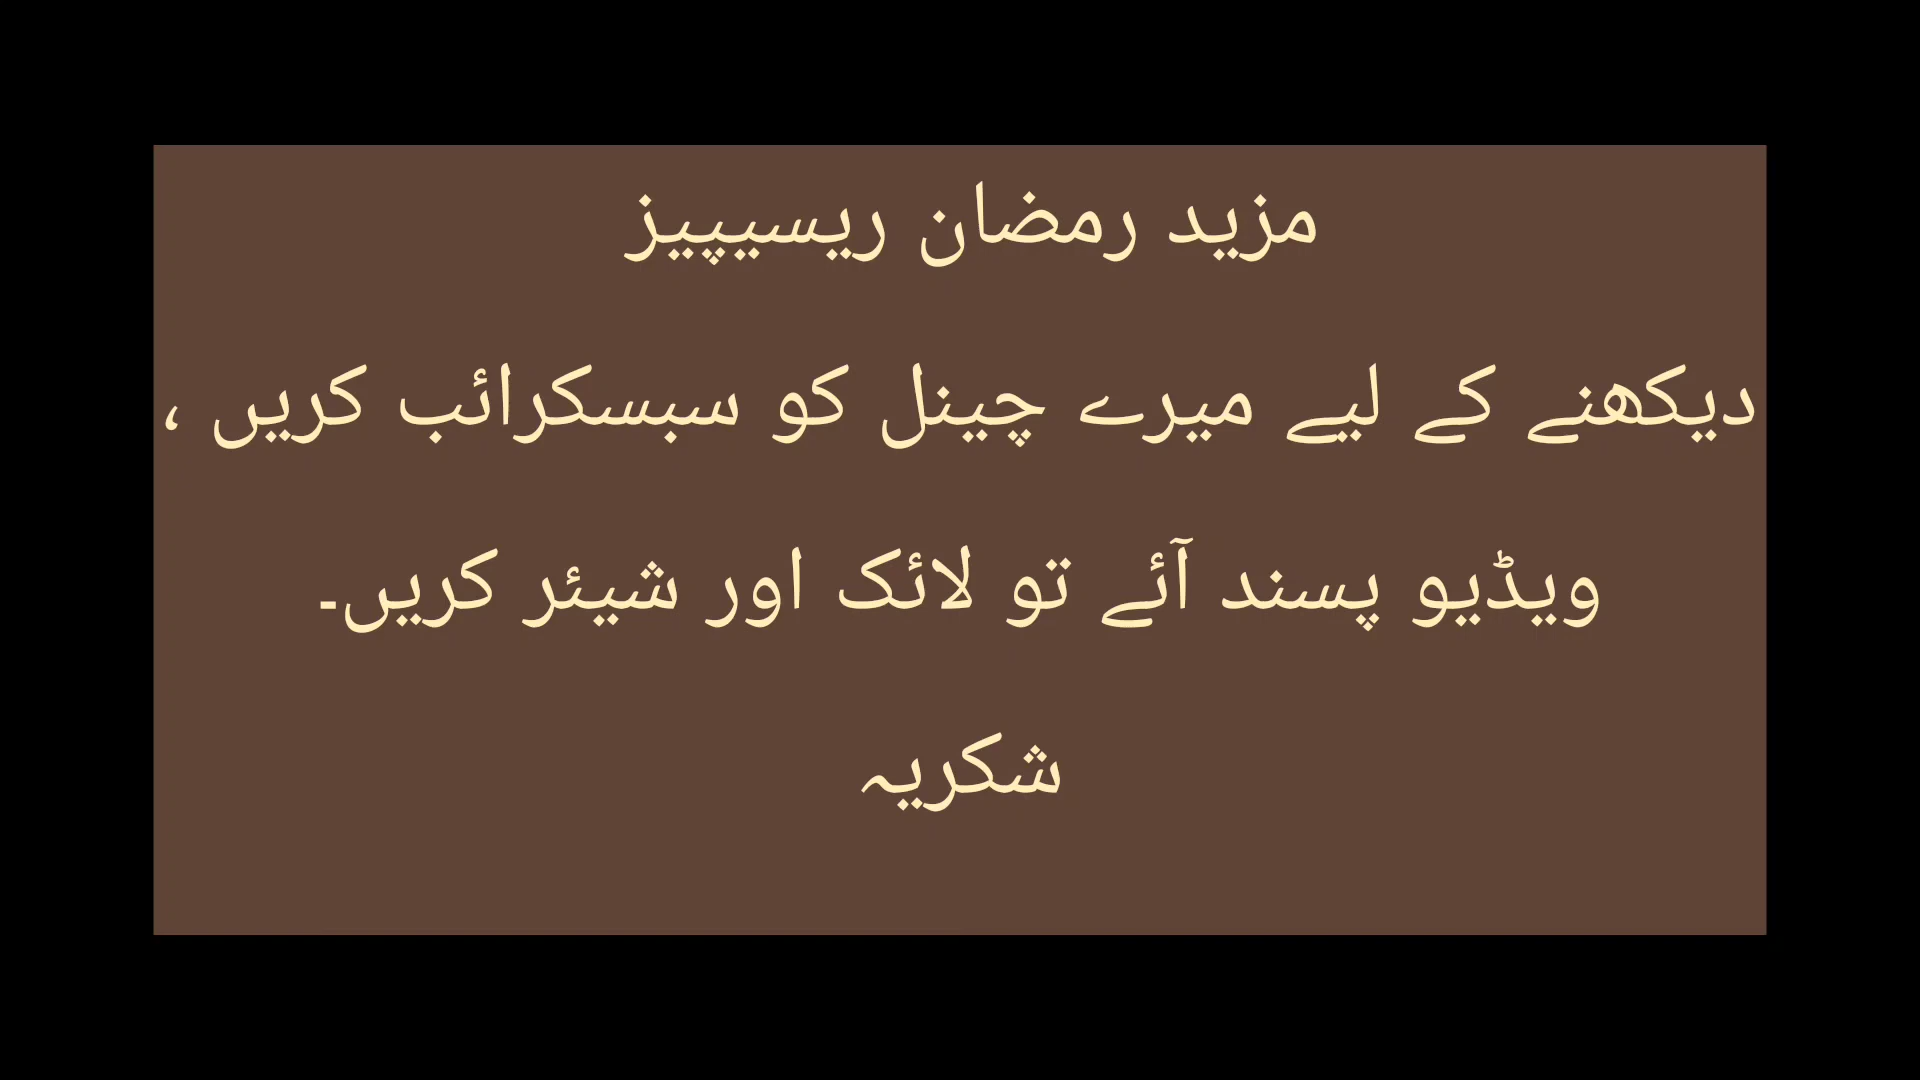 مزید رمضان ریسیپیز
دیکھنے کے لیے میرے چینل کو سبسکرائب کریں ،
ویڈیو پسند آئے تو لائک اور شیئر کریں۔
شکریہ